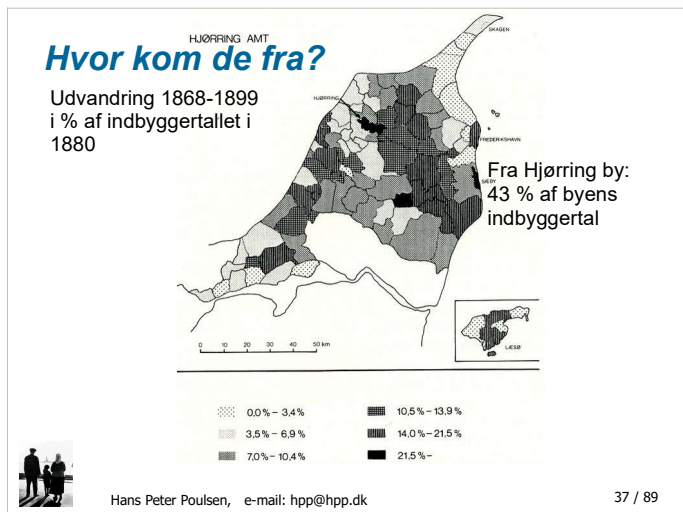 HJØRRING AMT
Hvor kom de fra?
Udvandring 1868-1899
i % af indbyggertallet i
1880
SKAGEN
HJØRRING
FREDERIKSHAVN
SÆBY
Fra Hjørring by:
43 % af byens
indbyggertal
LÆSØ
0 10 20 30 40 50 km
0,0% – 3,4%
3,5% – 6,9%
7,0% – 10,4%
10,5% – 13,9%
14,0% – 21,5%
21,5% –
Hans Peter Poulsen, e-mail: hpp@hpp.dk
37 / 89